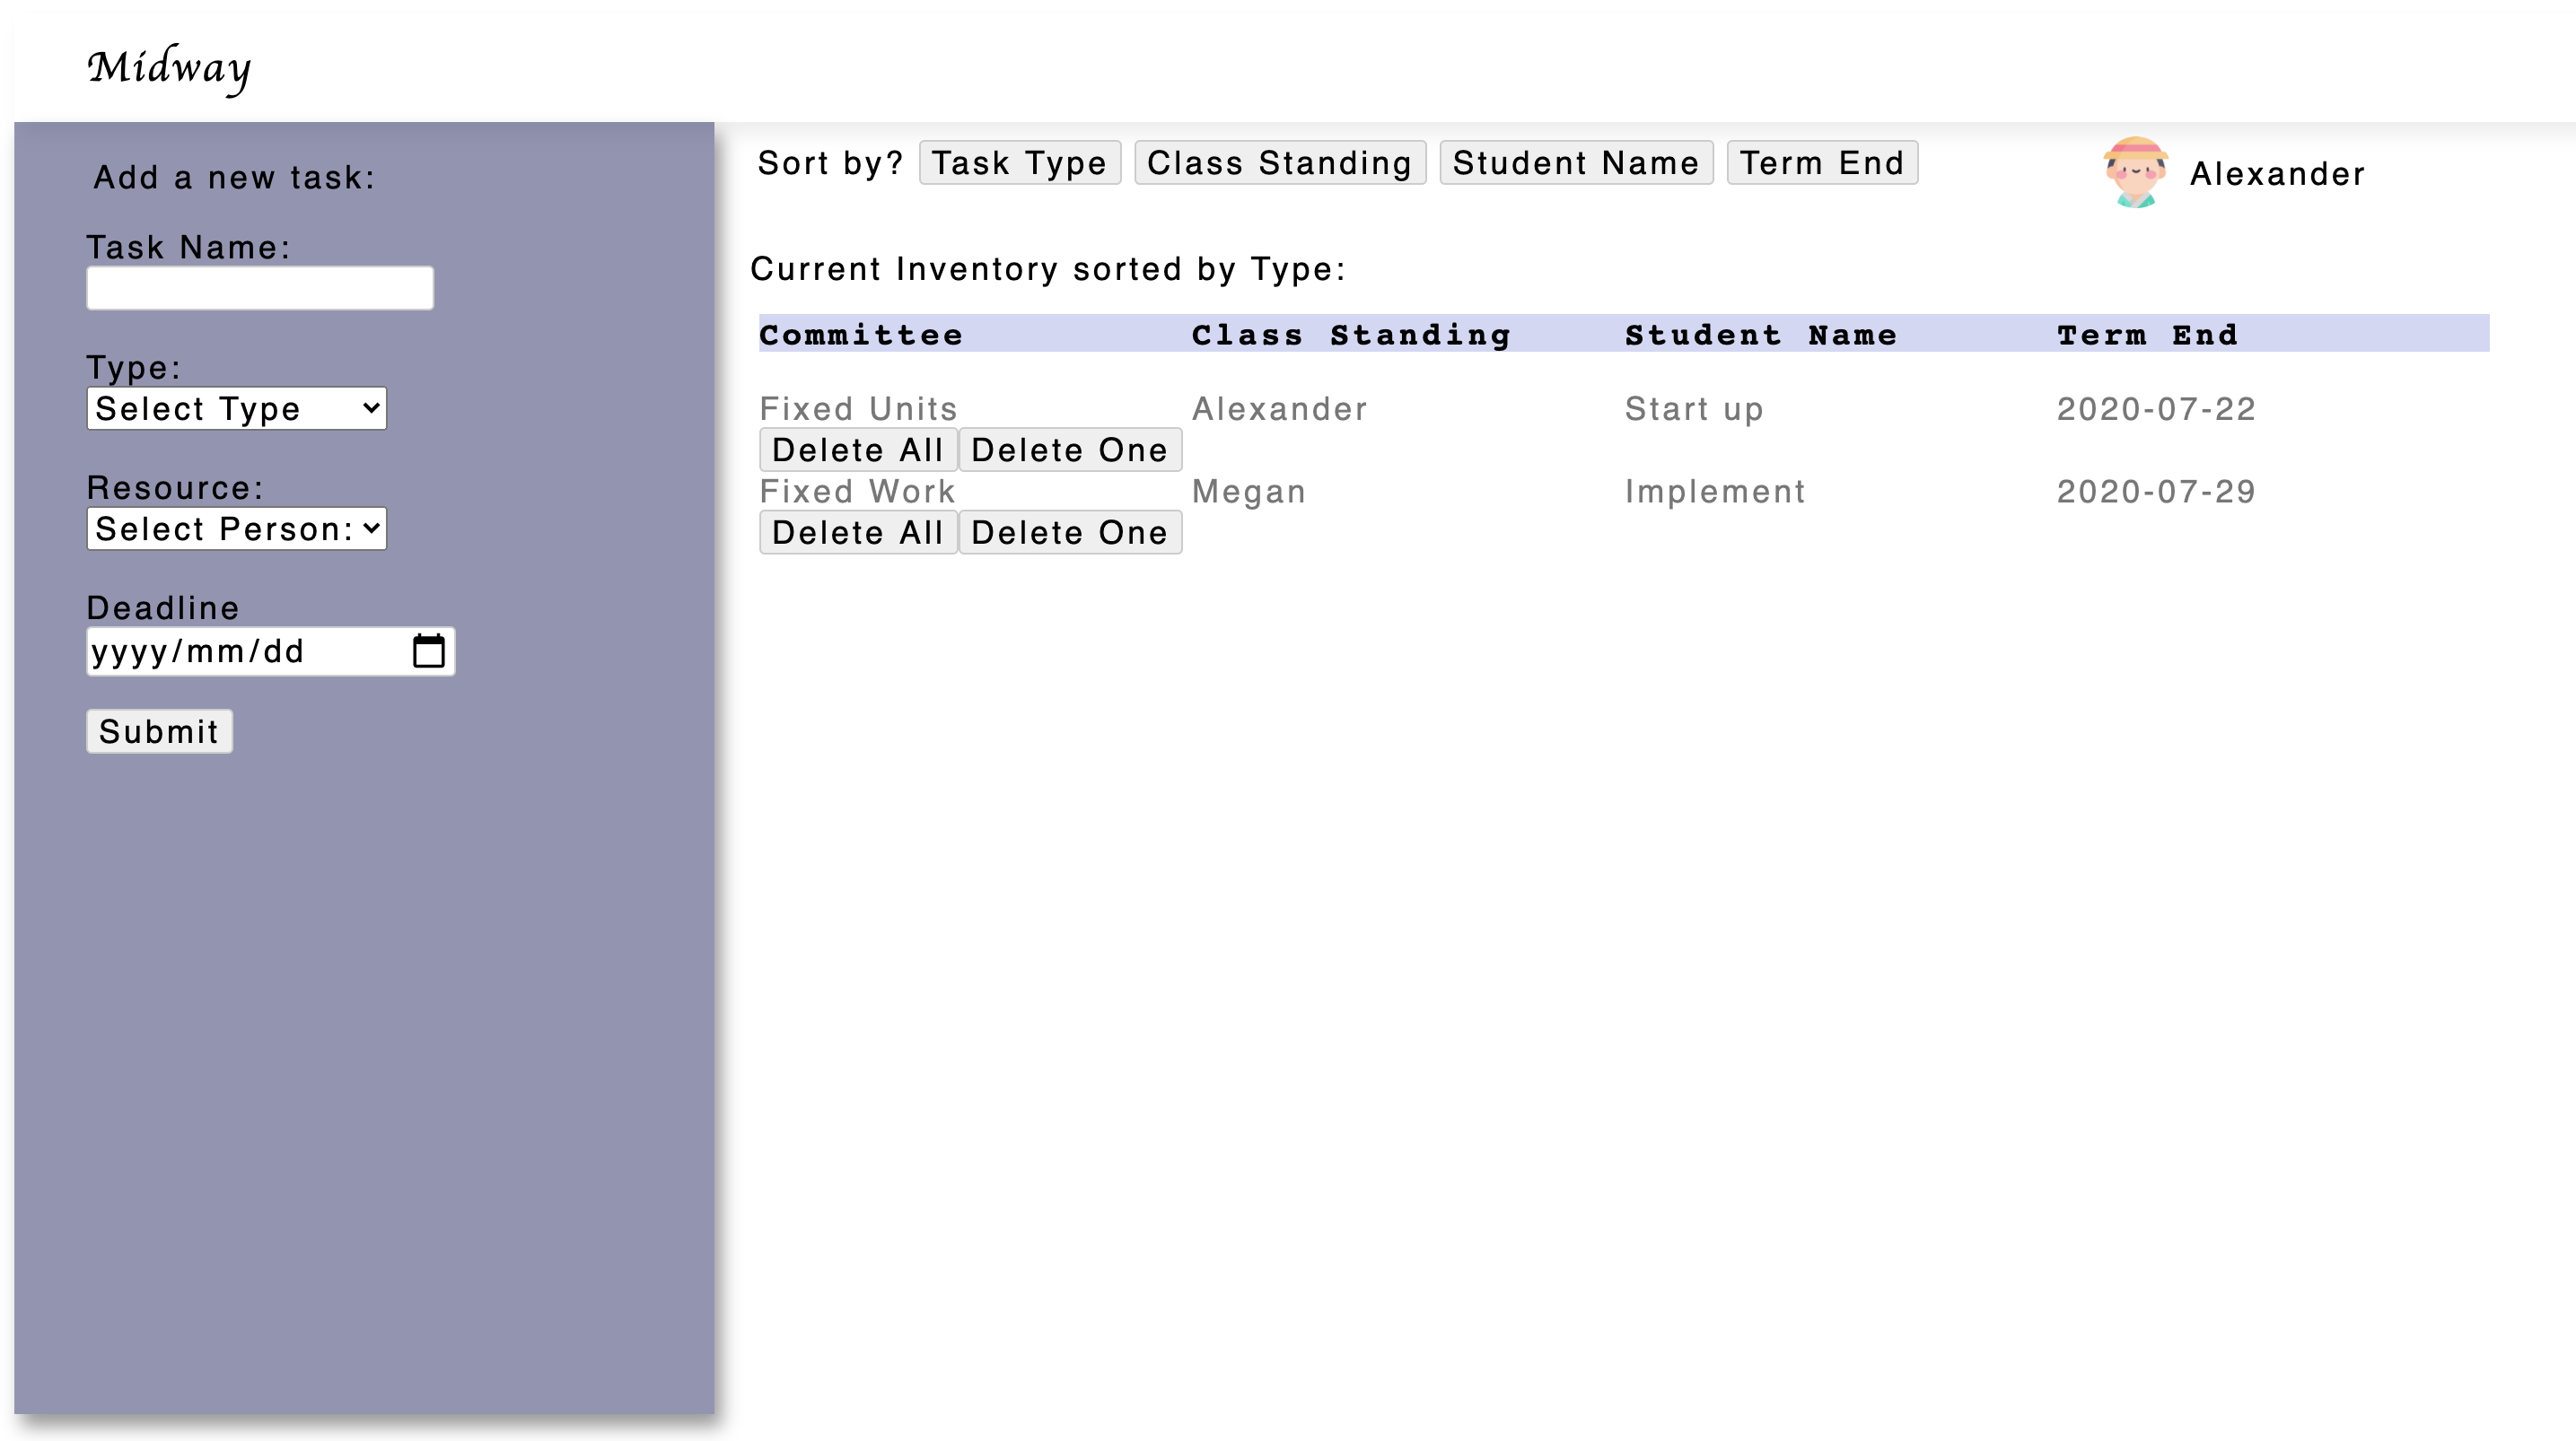 Midway
Add a new task:
Task Name:
Type:
Select Type
Resource:
Select Person:
Deadline
yyyy/mm/dd
Submit
Sort by? Task Type Class Standing Student Name Term End
Alexander
Current Inventory sorted by Type:
Committee Class Standing Student Name Term End
Fixed Units Alexander Start up 2020-07-22
Delete All Delete One
Fixed Work Megan Implement 2020-07-29
Delete All Delete One